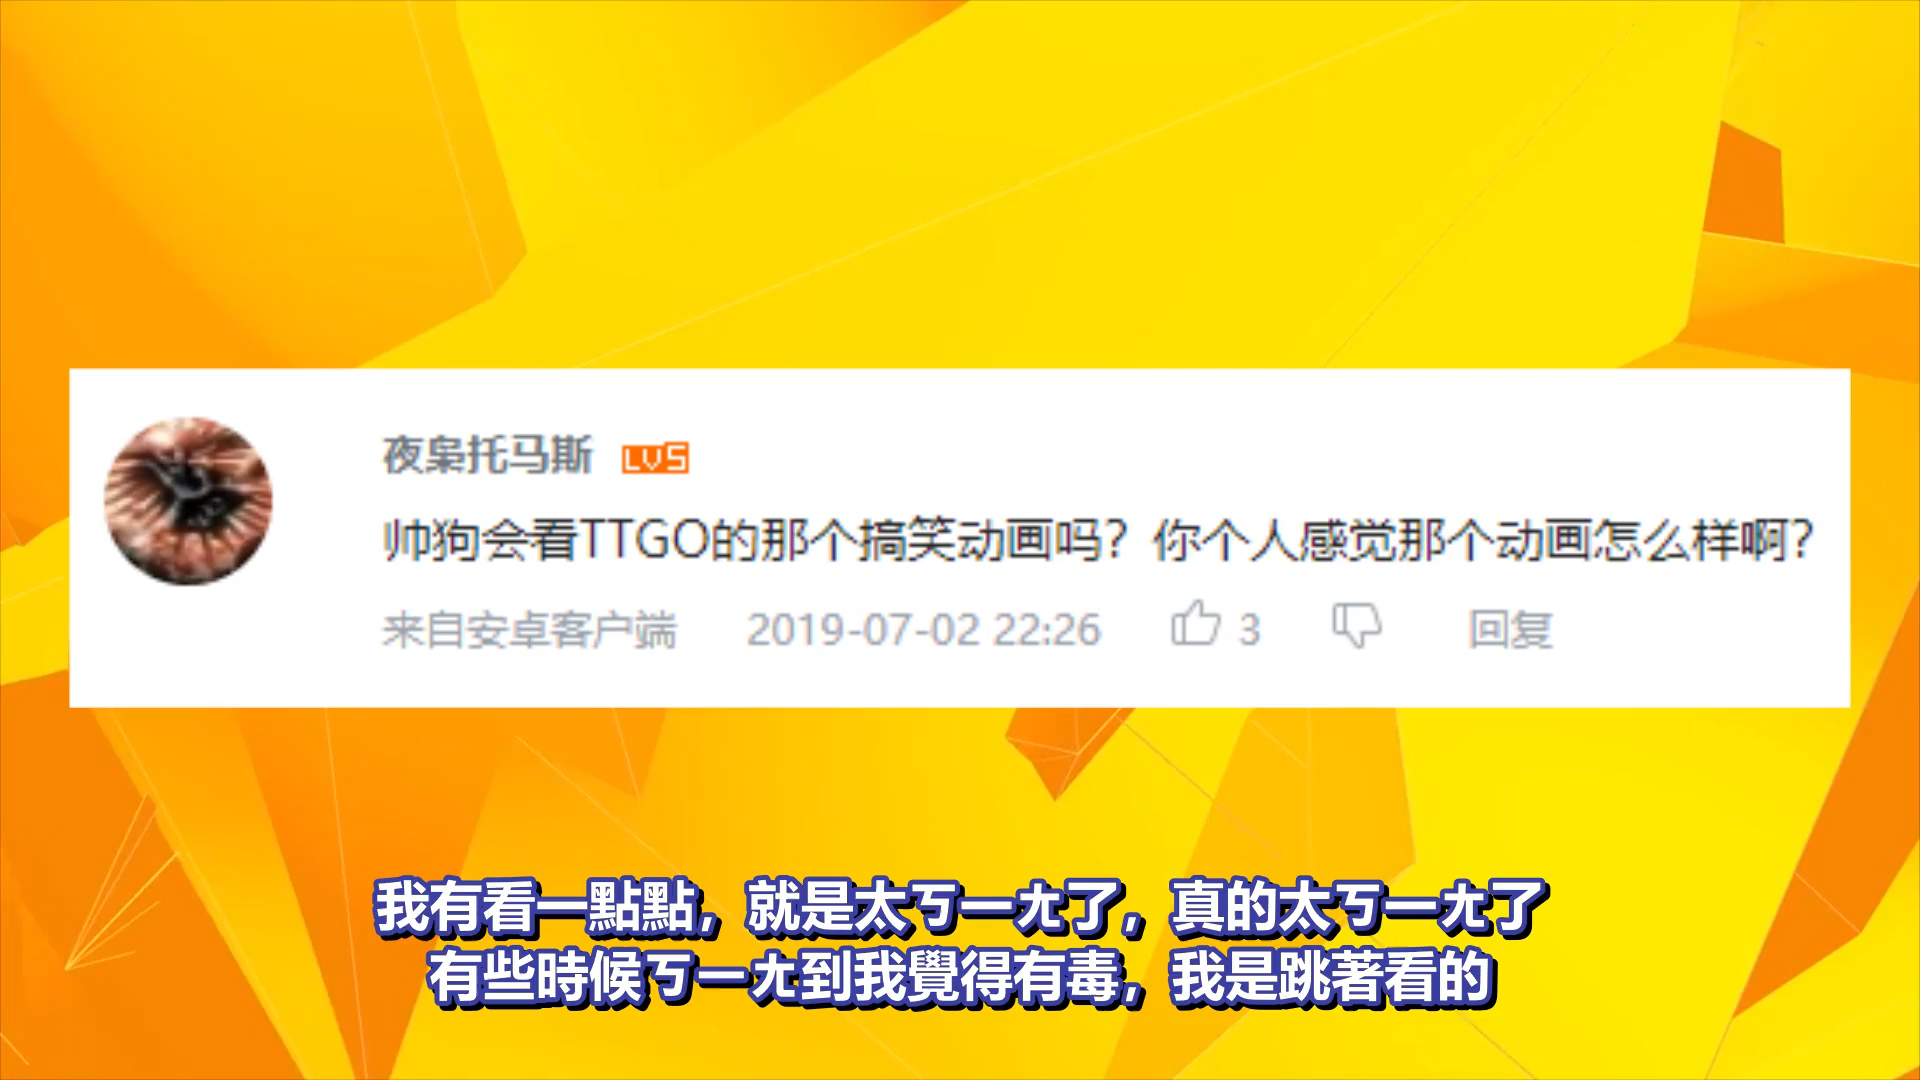 夜枭托马斯 LV5
帅狗会看TTGO的那个搞笑动画吗？你个人感觉那个动画怎么样啊？
来自安卓客户端 2019-07-02 22:26 3 回复
我有看一點點，就是太ㄎㄧㄤ了，真的太ㄎㄧㄤ了
有些時候ㄎㄧㄤ到我覺得有毒，我是跳著看的